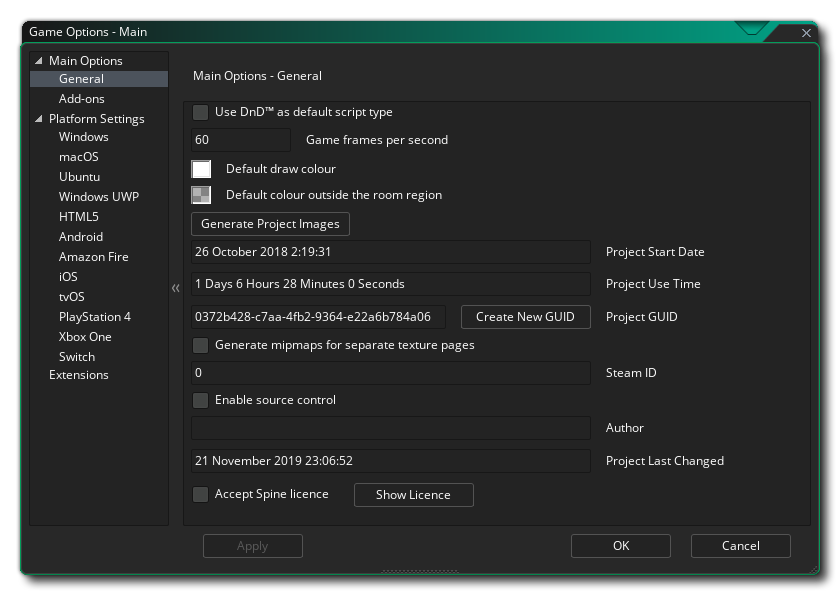 Game Options - Main
Main Options
General
Add-ons
Platform Settings
Windows
macOS
Ubuntu
Windows UWP
HTML5
Android
Amazon Fire
iOS
tvOS
PlayStation 4
Xbox One
Switch
Extensions
Main Options - General
Use DnD™ as default script type
60 Game frames per second
Default draw colour
Default colour outside the room region
Generate Project Images
26 October 2018 2:19:31 Project Start Date
1 Days 6 Hours 28 Minutes 0 Seconds Project Use Time
0372b428-c7aa-4fb2-9364-e22a6b784a06 Create New GUID Project GUID
Generate mipmaps for separate texture pages
0 Steam ID
Enable source control
Author
21 November 2019 23:06:52 Project Last Changed
Accept Spine licence Show Licence
Apply OK Cancel